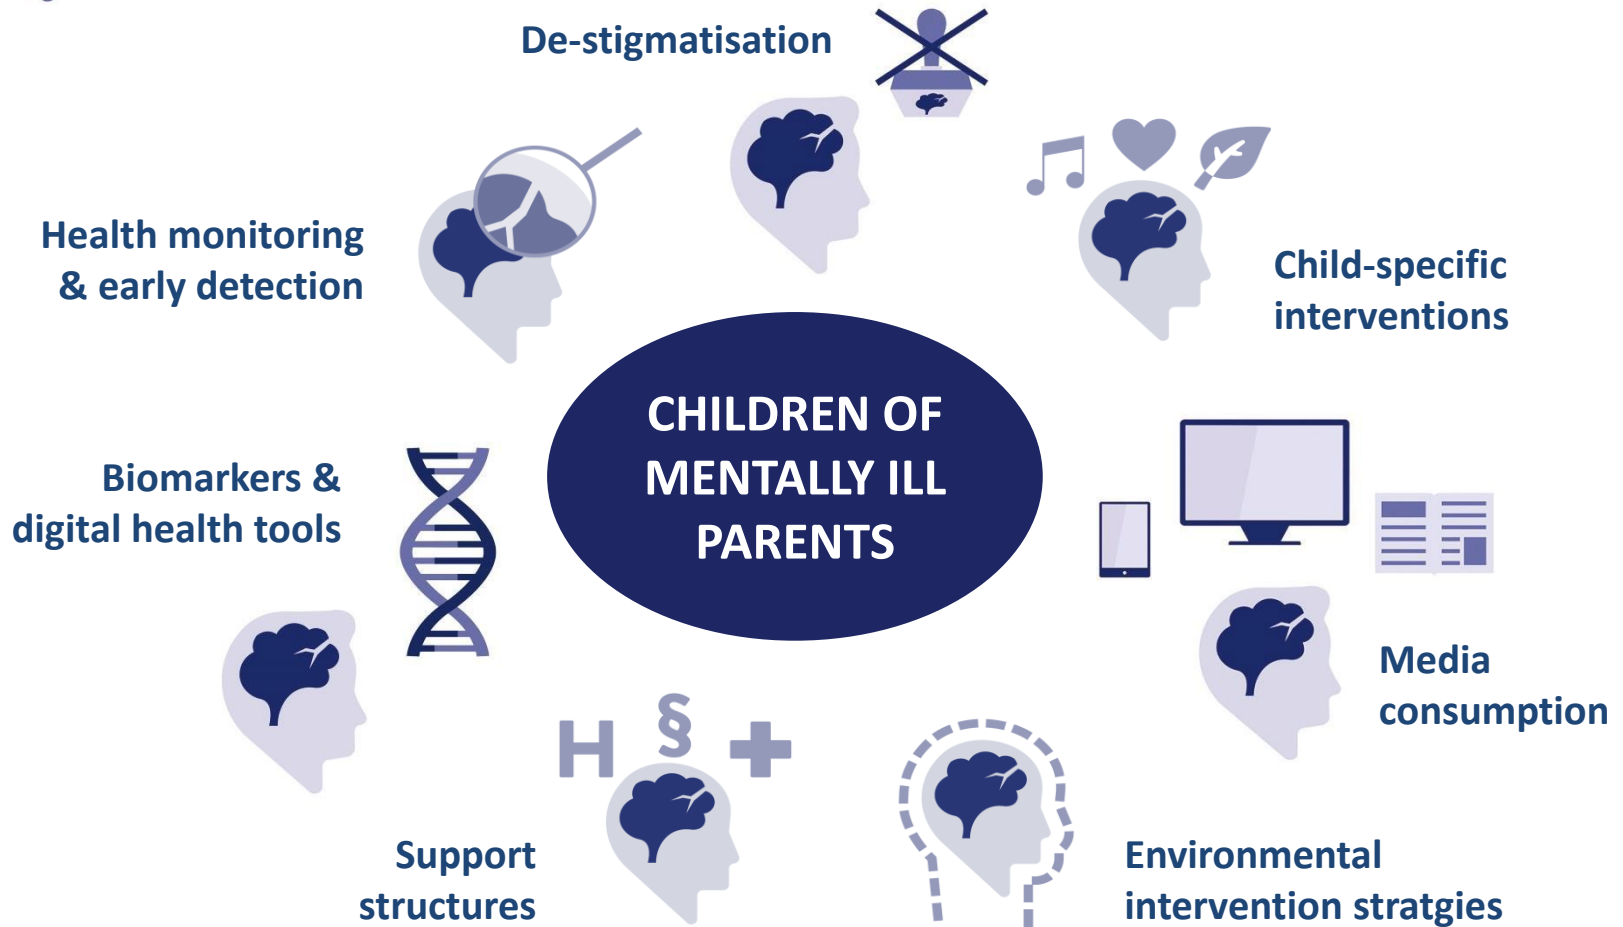 De-stigmatisation
Health monitoring
& early detection
Child-specific
interventions
CHILDREN OF
MENTALLY ILL
PARENTS
Biomarkers &
digital health tools
Media
consumption
H § +
Support
structures
Environmental
intervention stratgies